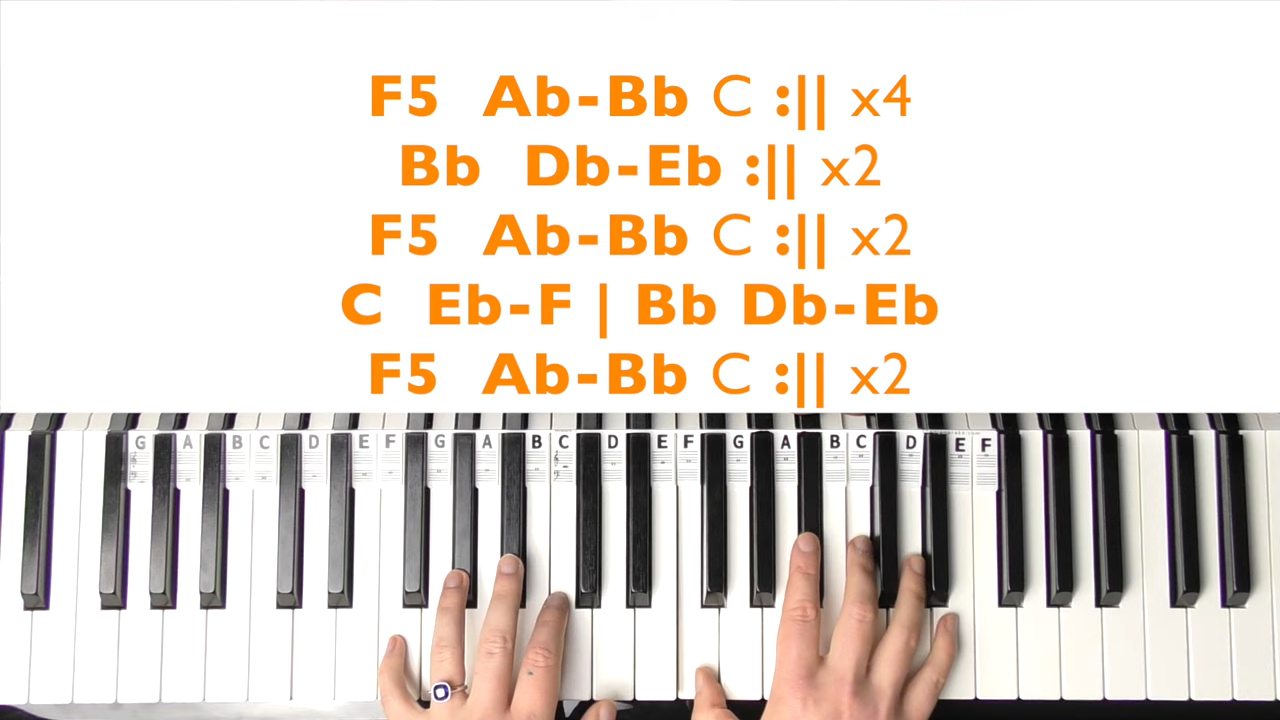 F5 Ab-Bb C :|| x4
Bb Db-Eb :|| x2
F5 Ab-Bb C :|| x2
C Eb-F | Bb Db-Eb
F5 Ab-Bb C :|| x2
G A B C D E F G A B C D E F G A B C D E F